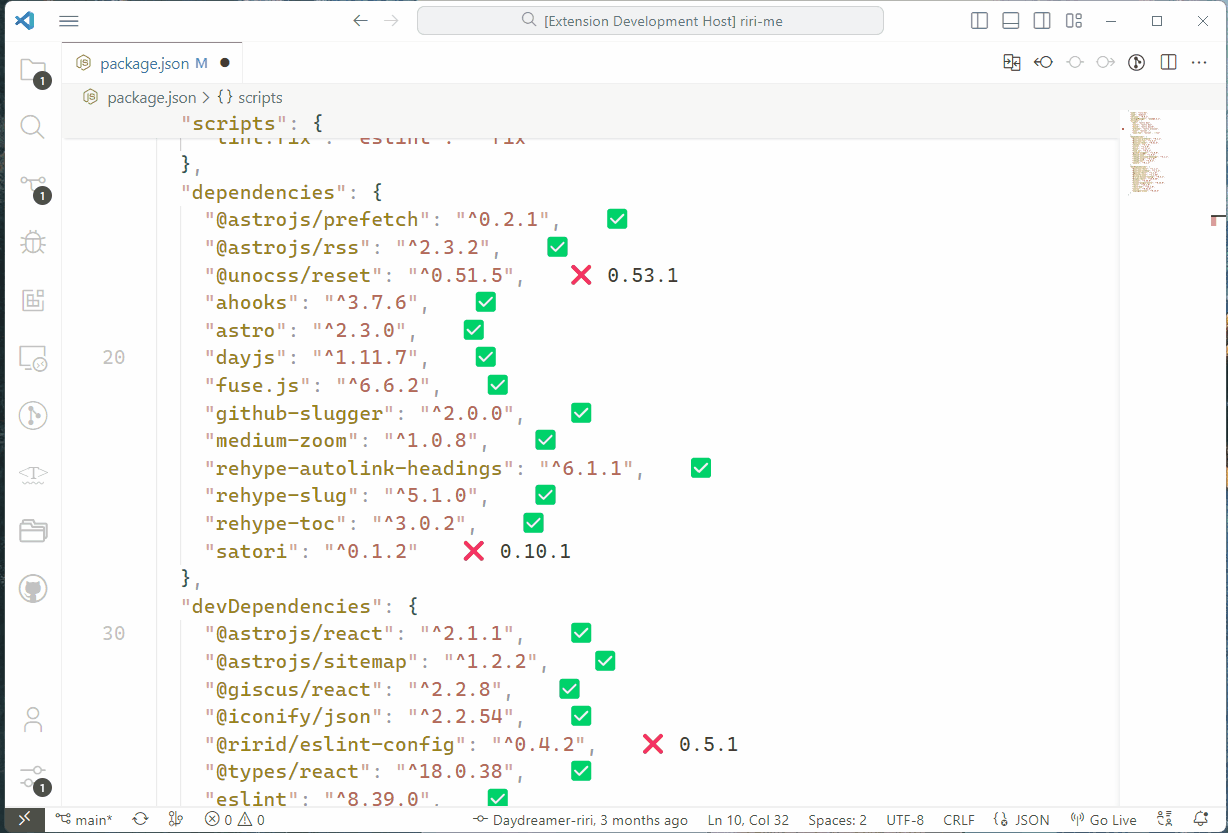 [Extension Development Host] riri-me
package.json M
package.json > {} scripts
"scripts": {
"lint:fix": "eslint . --fix"
},
"dependencies": {
"@astrojs/prefetch": "^0.2.1", ✅
"@astrojs/rss": "^2.3.2", ✅
"@unocss/reset": "^0.51.5", ❌ 0.53.1
"ahooks": "^3.7.6", ✅
"astro": "^2.3.0", ✅
20 "dayjs": "^1.11.7", ✅
"fuse.js": "^6.6.2", ✅
"github-slugger": "^2.0.0", ✅
"medium-zoom": "^1.0.8", ✅
"rehype-autolink-headings": "^6.1.1", ✅
"rehype-slug": "^5.1.0", ✅
"rehype-toc": "^3.0.2", ✅
"satori": "^0.1.2" ❌ 0.10.1
},
"devDependencies": {
30 "@astrojs/react": "^2.1.1", ✅
"@astrojs/sitemap": "^1.2.2", ✅
"@giscus/react": "^2.2.8", ✅
"@iconify/json": "^2.2.54", ✅
"@ririd/eslint-config": "^0.4.2", ❌ 0.5.1
"@types/react": "^18.0.38", ✅
"eslint": "^8.39.0", ✅
1
1
1
main* 0 0 Daydreamer-riri, 3 months ago Ln 10, Col 32 Spaces: 2 UTF-8 CRLF {} JSON Go Live